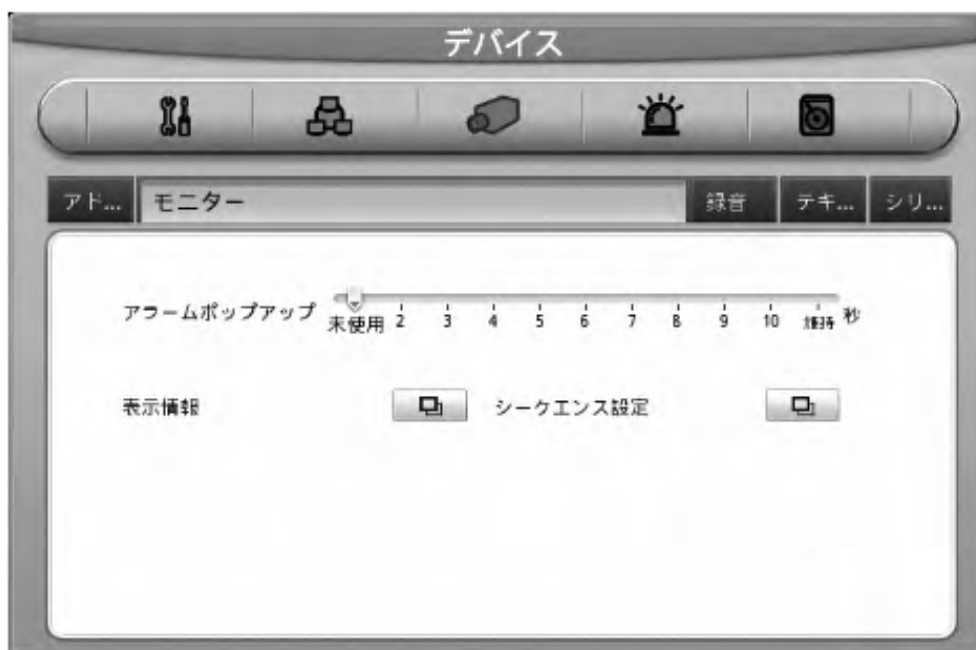 デバイス
アド... モニター 録音 テキ... シリ...
アラームポップアップ 未使用 2 3 4 5 6 7 8 9 10 維持 秒
表示情報 シーケエンス設定